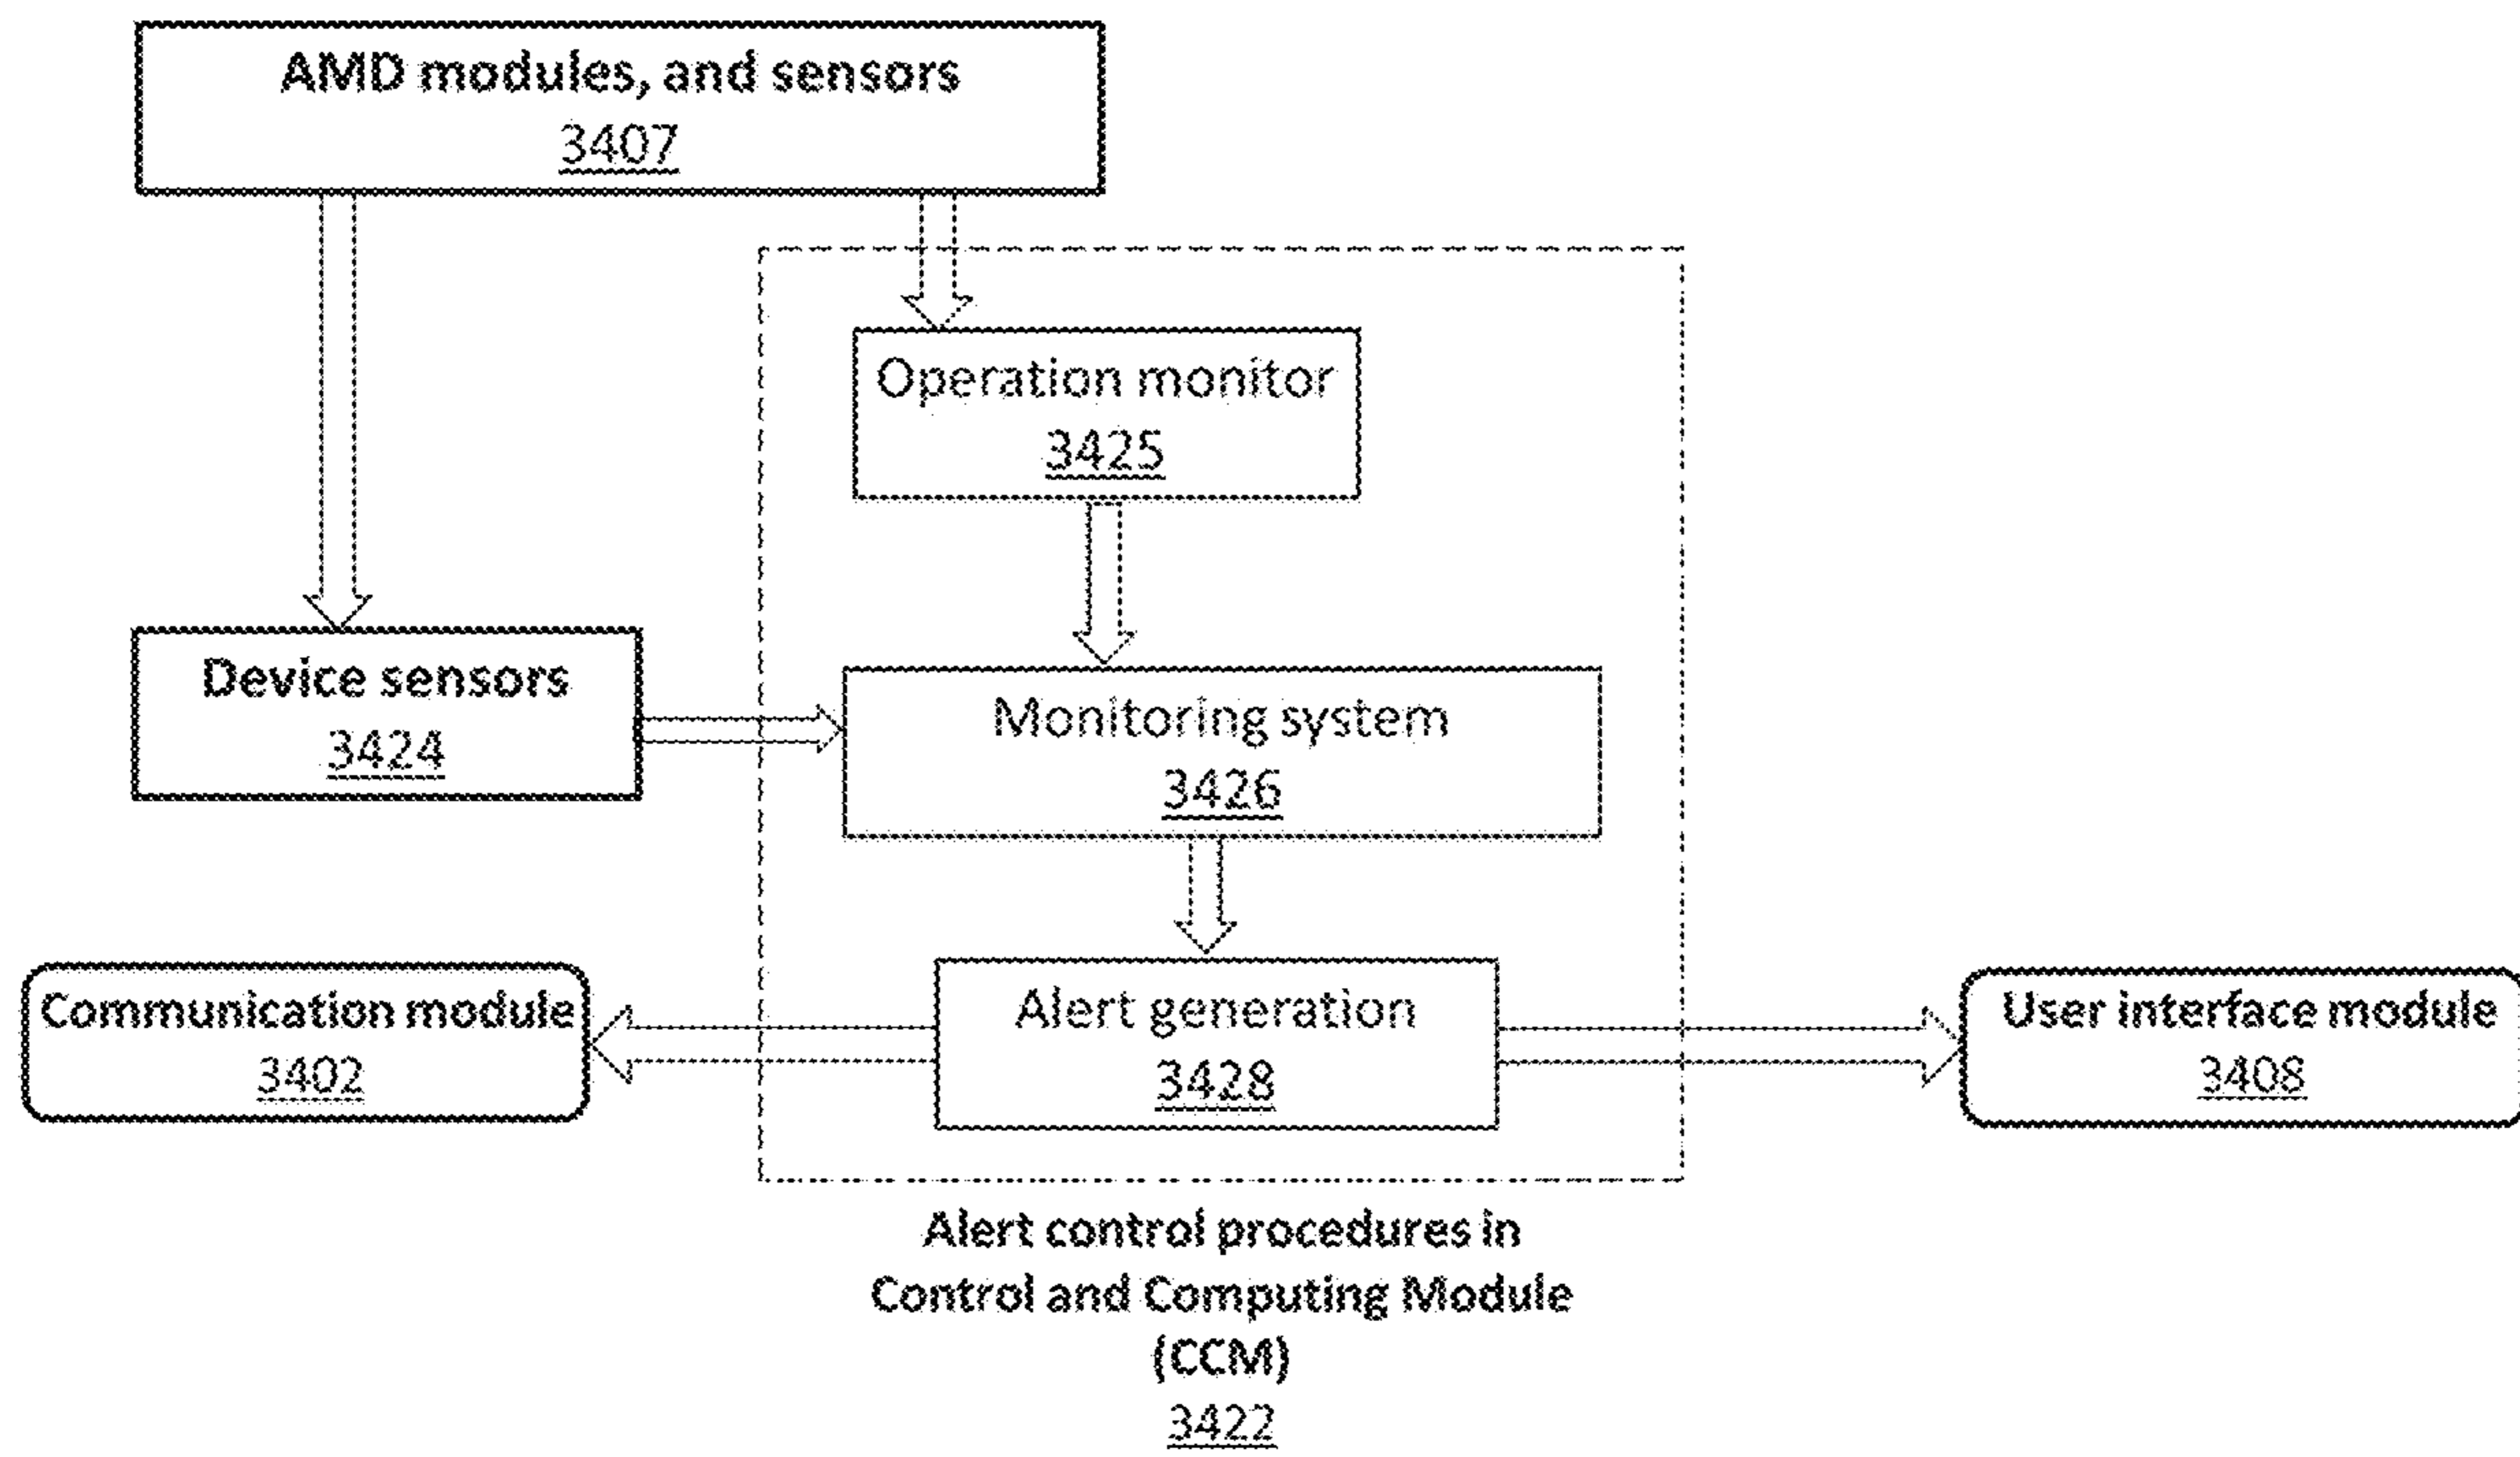 AMD modules, and sensors
3407
Operation monitor
3425
Device sensors
3424
Monitoring system
3426
Communication module
3402
Alert generation
3428
User interface module
3408
Alert control procedures in
Control and Computing Module
(CCM)
3422